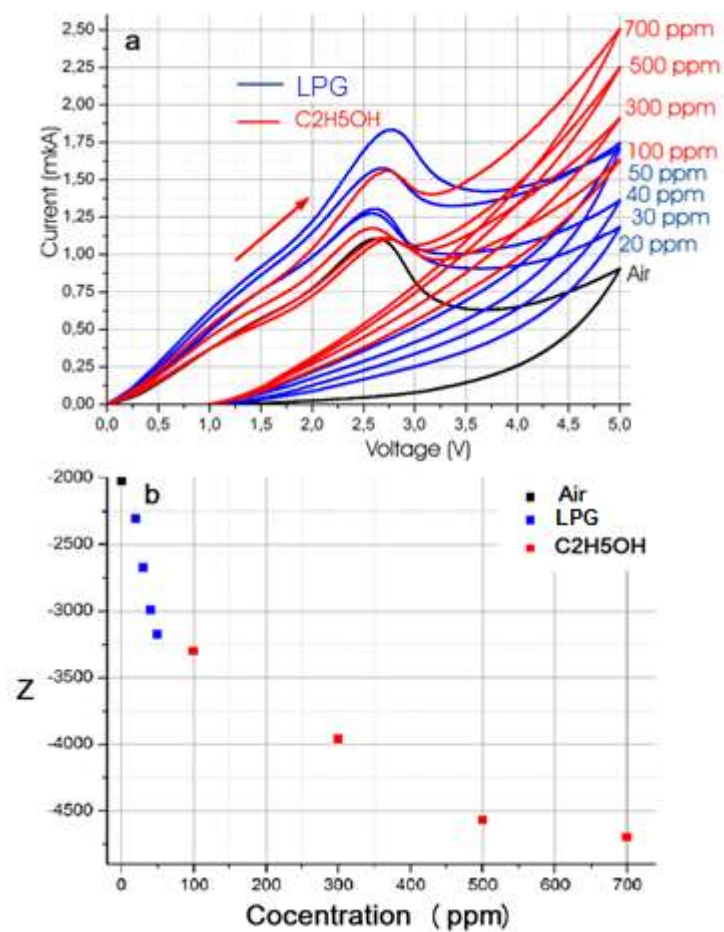 a
2,50
2,25
2,00
1,75
1,50
1,25
1,00
0,75
0,50
0,25
0,00
Current (mkA)
LPG
C2H5OH
700 ppm
500 ppm
300 ppm
100 ppm
50 ppm
40 ppm
30 ppm
20 ppm
Air
0,0 0,5 1,0 1,5 2,0 2,5 3,0 3,5 4,0 4,5 5,0
Voltage (V)
b
-2000
-2500
-3000
-3500
-4000
-4500
Z
Air
LPG
C2H5OH
0 100 200 300 400 500 600 700
Cocentration ( ppm)